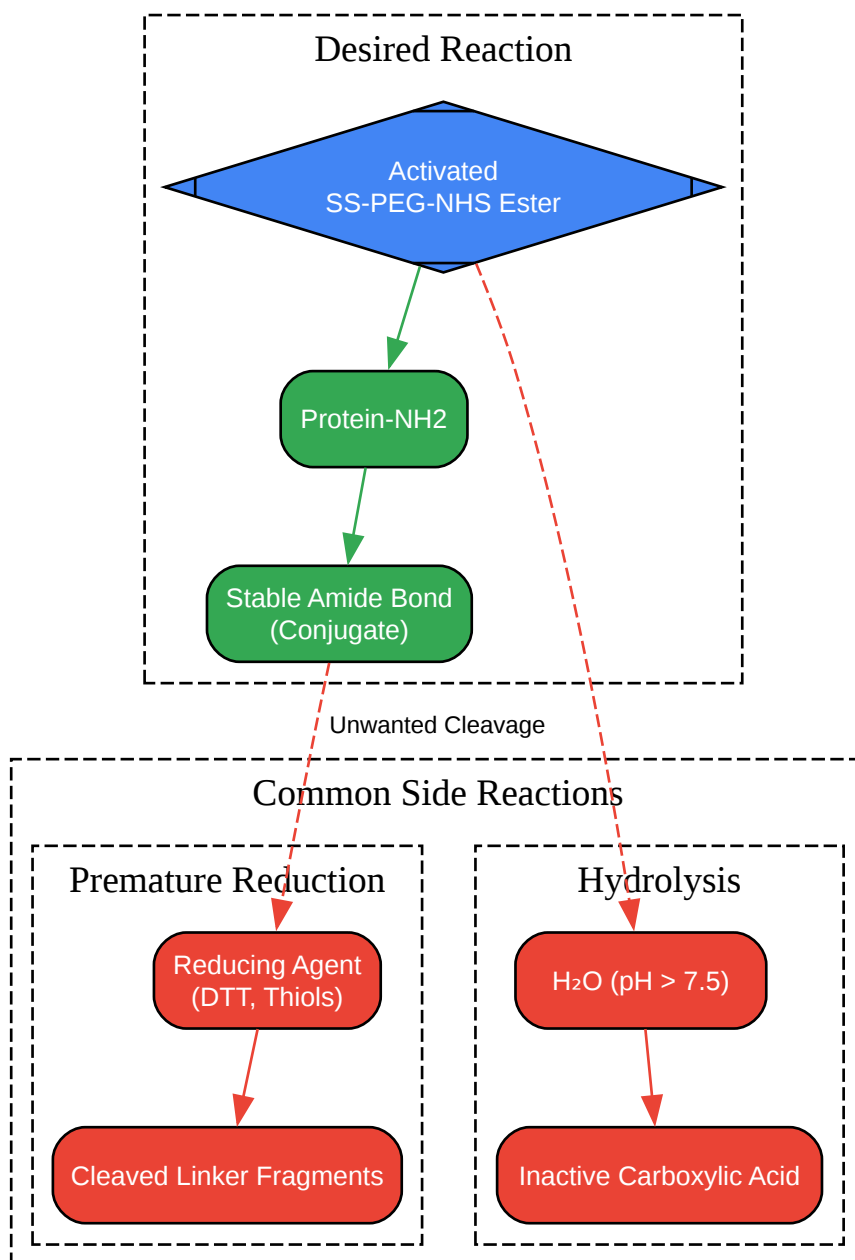 Desired Reaction
Activated
SS-PEG-NHS Ester
Protein-NH2
Stable Amide Bond
(Conjugate)
Unwanted Cleavage
Common Side Reactions
Premature Reduction
Reducing Agent
(DTT, Thiols)
Cleaved Linker Fragments
Hydrolysis
H₂O (pH > 7.5)
Inactive Carboxylic Acid